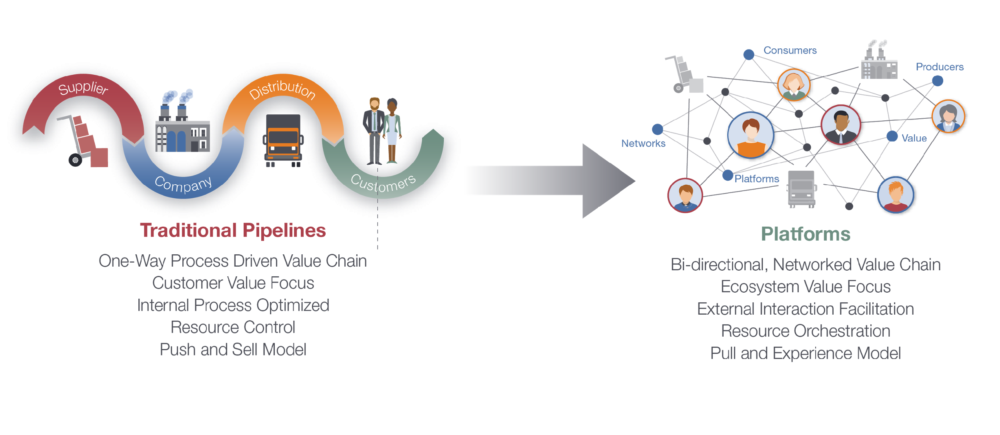 Supplier
Company
Distribution
Customers
Traditional Pipelines
One-Way Process Driven Value Chain
Customer Value Focus
Internal Process Optimized
Resource Control
Push and Sell Model
Consumers
Producers
Networks
Value
Platforms
Platforms
Bi-directional, Networked Value Chain
Ecosystem Value Focus
External Interaction Facilitation
Resource Orchestration
Pull and Experience Model